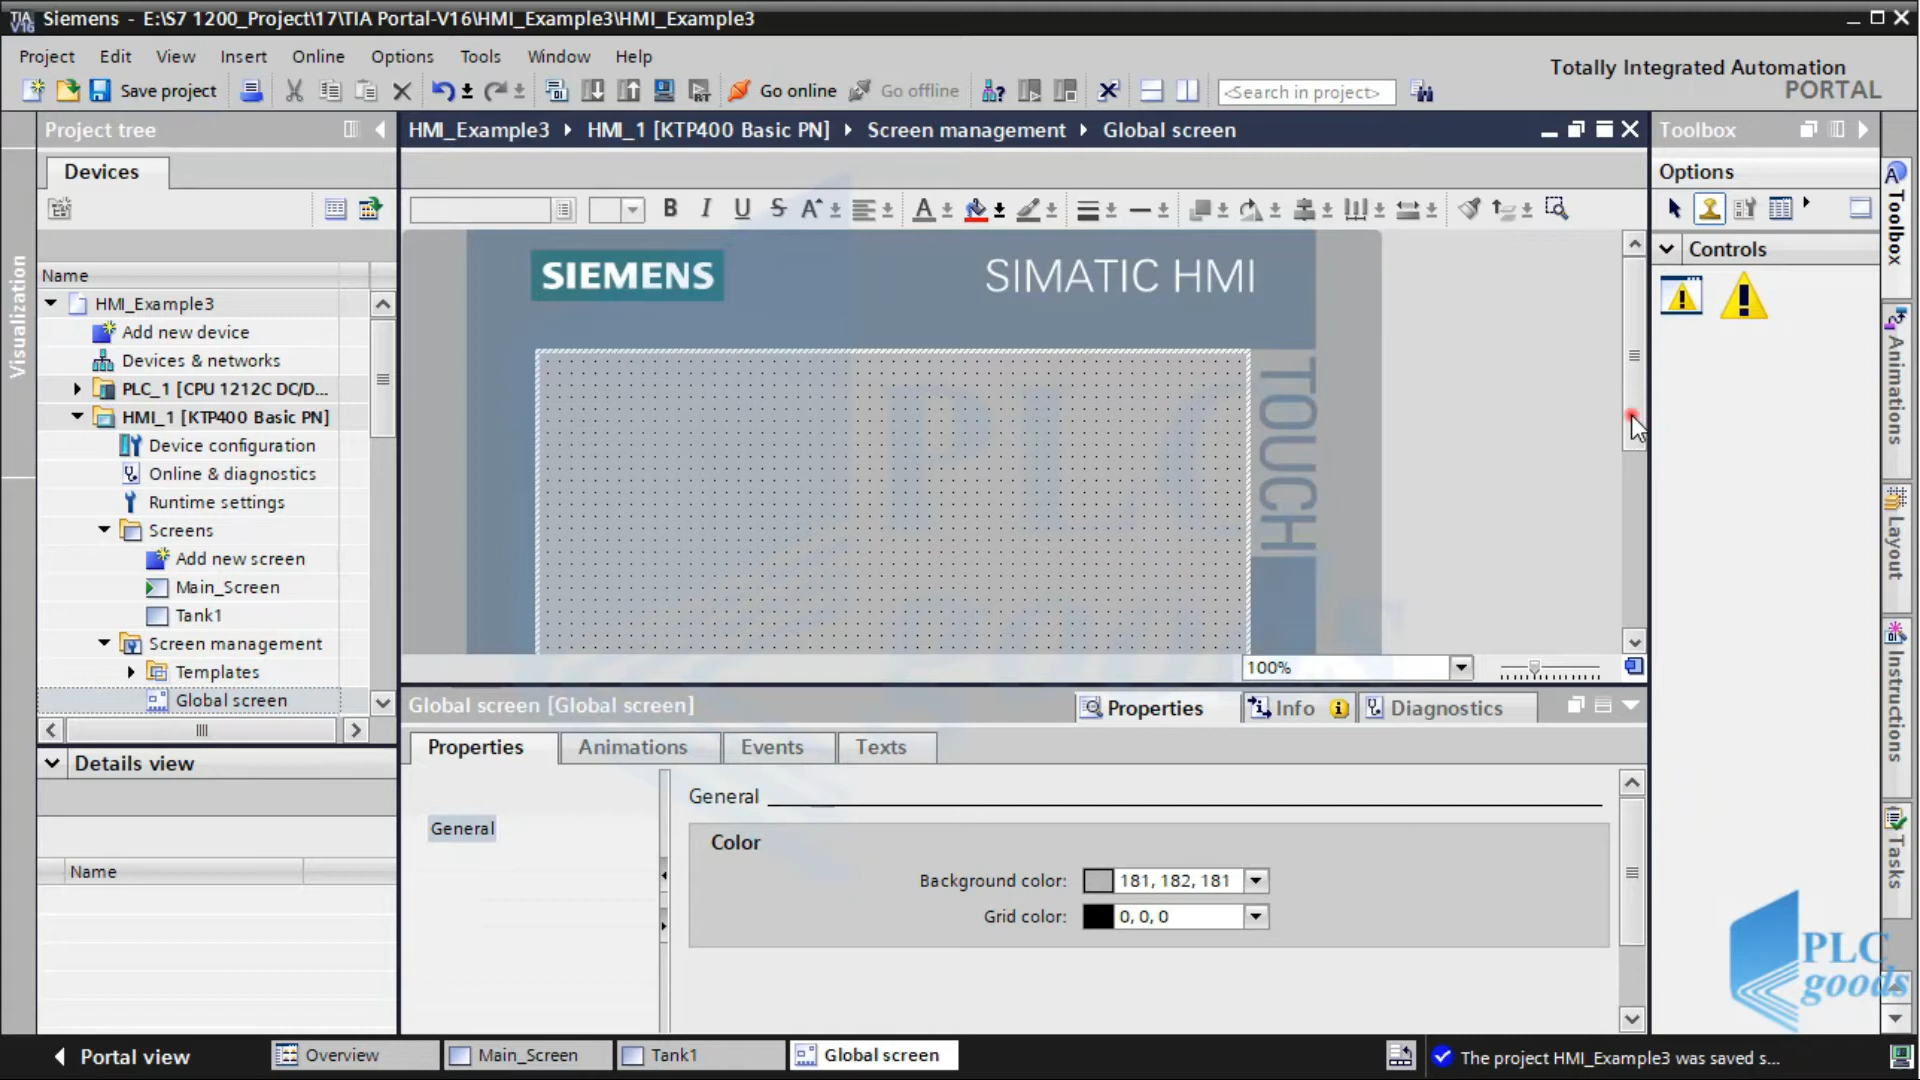 Siemens - E:\S7 1200_Project\17\TIA Portal-V16\HMI_Example3\HMI_Example3
TIA V16
Project Edit View Insert Online Options Tools Window Help
Totally Integrated Automation
PORTAL
Save project
Go online
Go offline
<Search in project>
Project tree
HMI_Example3 HMI_1 [KTP400 Basic PN] Screen management Global screen
Toolbox
Devices
Options
B I U S A
Name
Controls
HMI_Example3
Add new device
Devices & networks
PLC_1 [CPU 1212C DC/D...
HMI_1 [KTP400 Basic PN]
Device configuration
Online & diagnostics
Runtime settings
Screens
Add new screen
Main_Screen
Tank1
Screen management
Templates
Global screen
Visualization
SIEMENS
SIMATIC HMI
TOUCH
PLC
100%
Toolbox
Animations
Layout
Instructions
Tasks
Global screen [Global screen]
Properties
Info
Diagnostics
Properties
Animations
Events
Texts
General
General
Color
Background color: 181, 182, 181
Grid color: 0, 0, 0
Details view
Name
PLC
goods
Portal view
Overview
Main_Screen
Tank1
Global screen
The project HMI_Example3 was saved s...